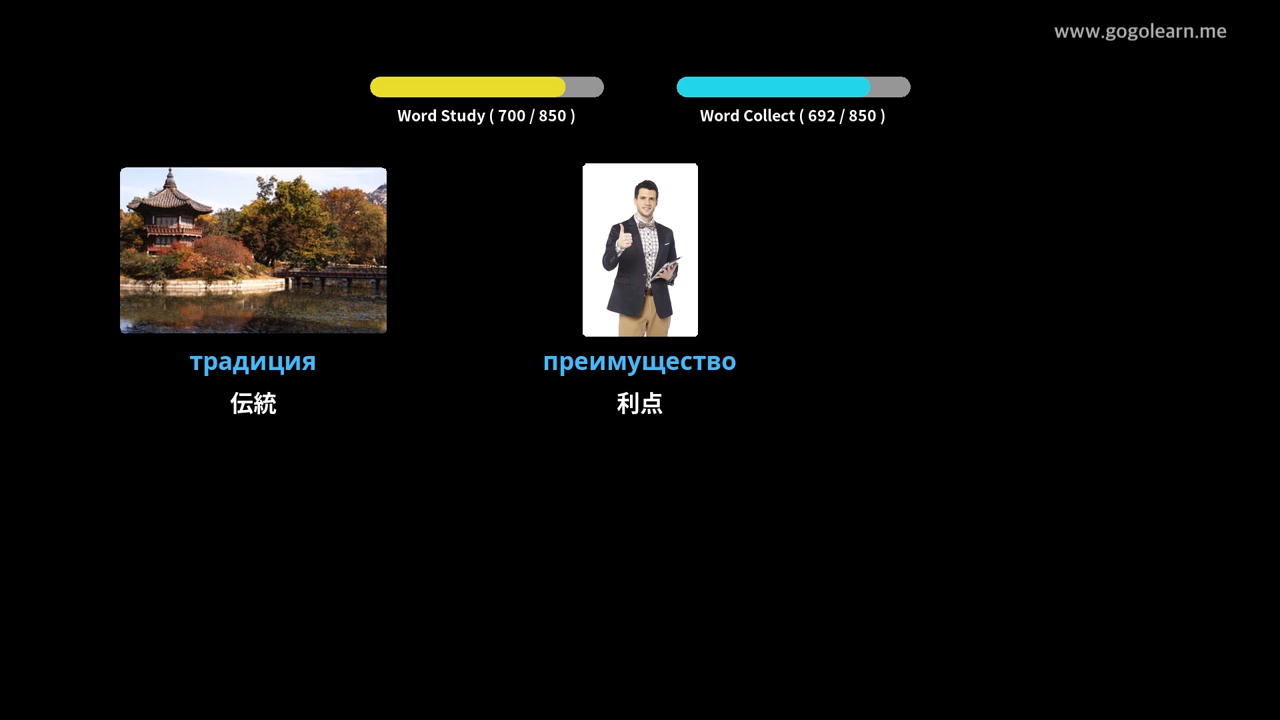 www.gogolearn.me
Word Study ( 700 / 850 )
Word Collect ( 692 / 850 )
традиция
伝統
преимущество
利点